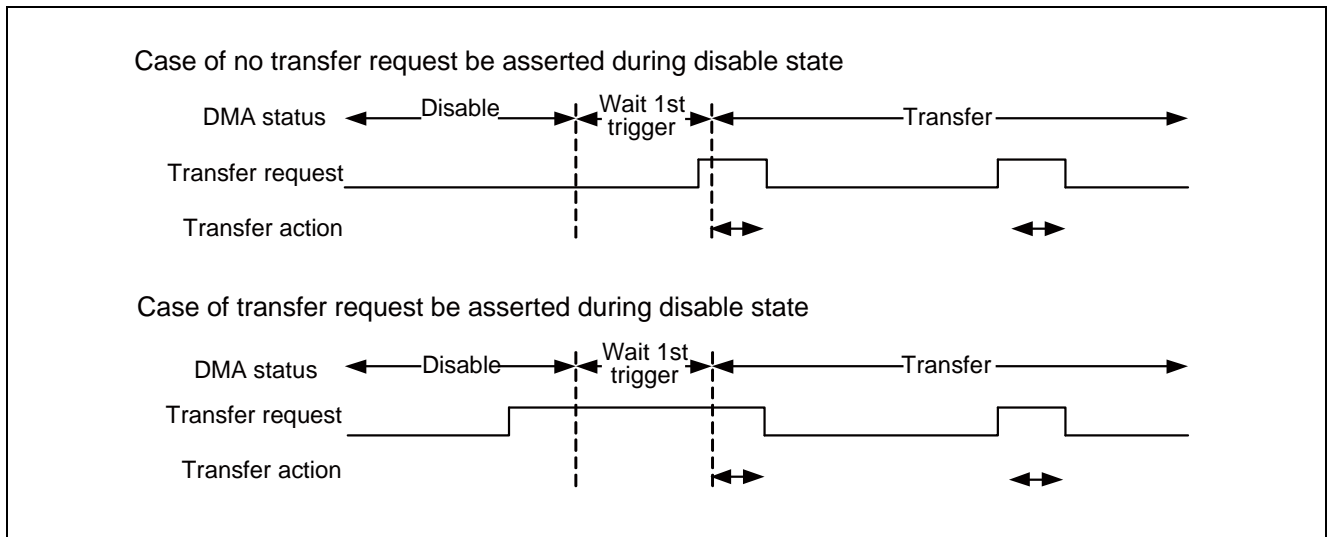 Case of no transfer request be asserted during disable state
DMA status
Disable
Wait 1st
trigger
Transfer
Transfer request
Transfer action
Case of transfer request be asserted during disable state
DMA status
Disable
Wait 1st
trigger
Transfer
Transfer request
Transfer action